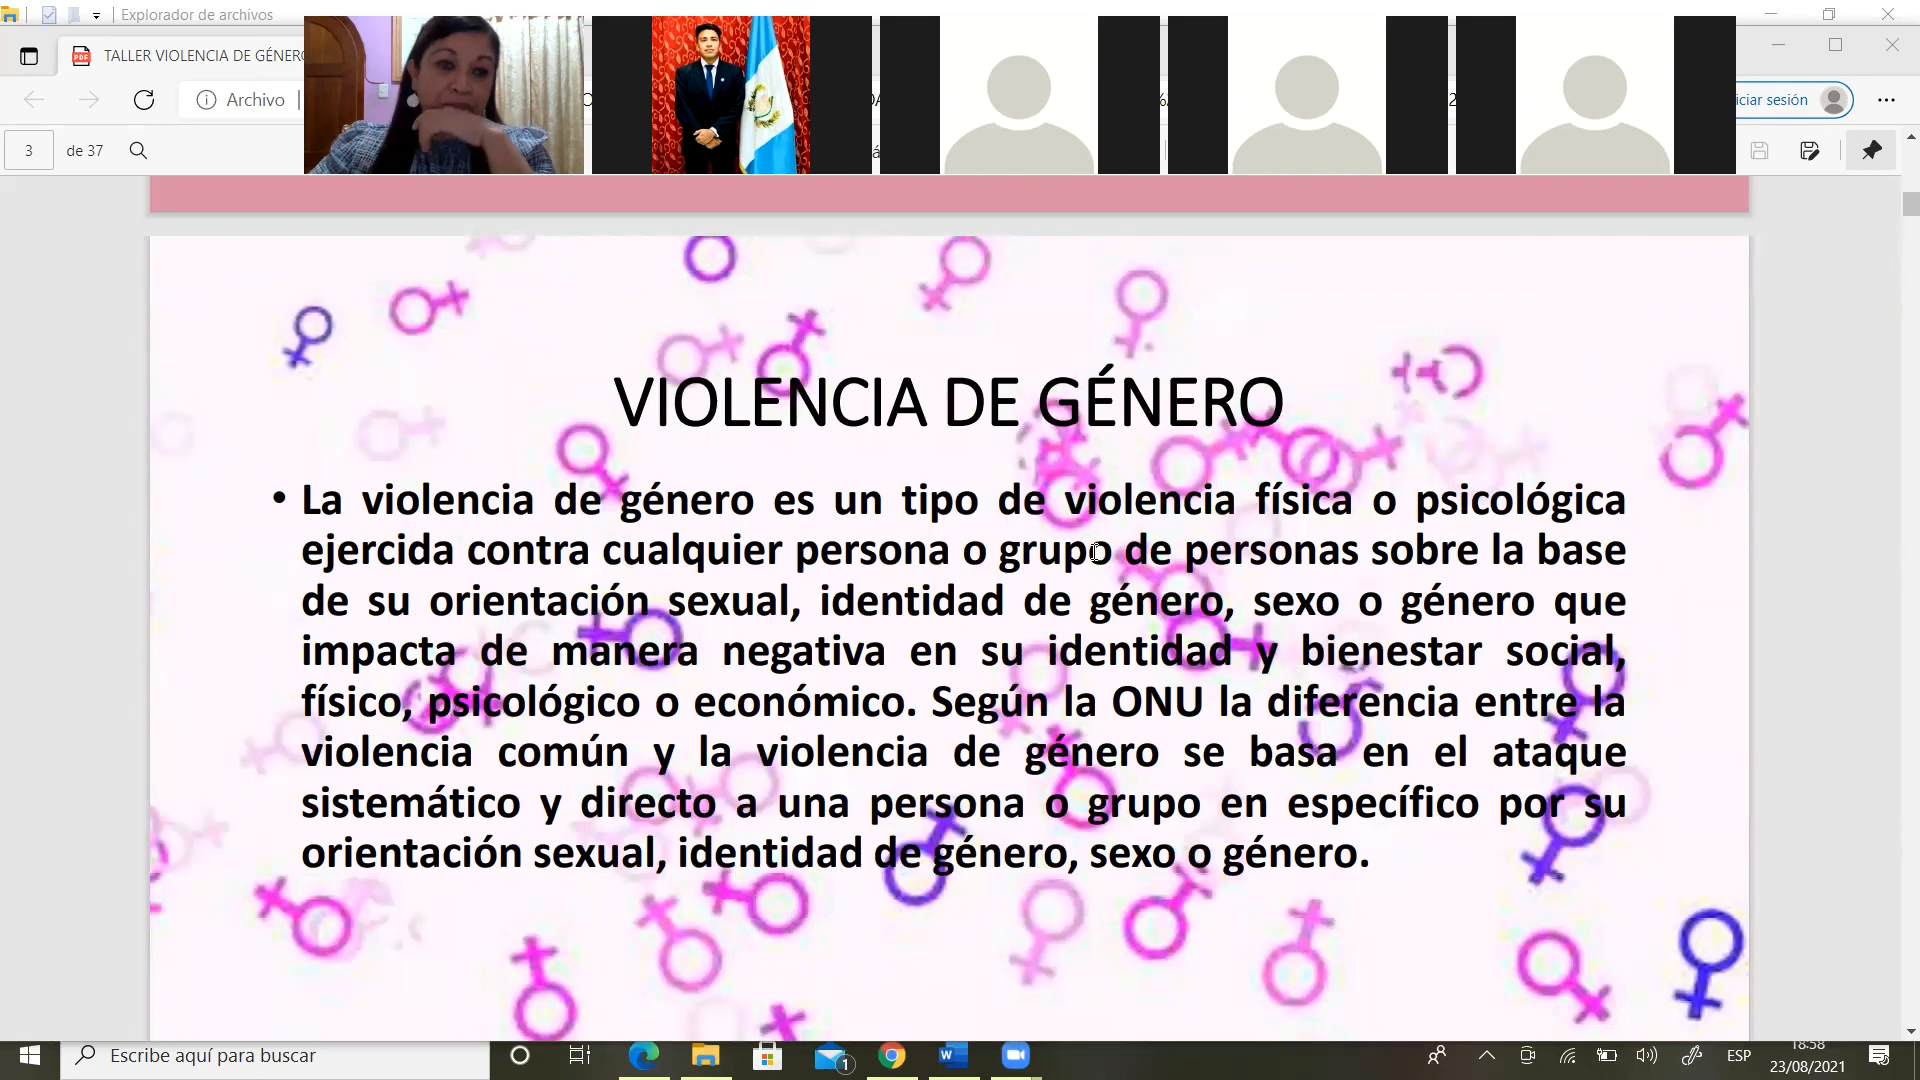 Explorador de archivos
TALLER VIOLENCIA DE GÉNERO
Archivo
iciar sesión
3 de 37
VIOLENCIA DE GÉNERO
• La violencia de género es un tipo de violencia física o psicológica
ejercida contra cualquier persona o grupo de personas sobre la base
de su orientación sexual, identidad de género, sexo o género que
impacta de manera negativa en su identidad y bienestar social,
físico, psicológico o económico. Según la ONU la diferencia entre la
violencia común y la violencia de género se basa en el ataque
sistemático y directo a una persona o grupo en específico por su
orientación sexual, identidad de género, sexo o género.
Escribe aquí para buscar
1
ESP
18:58
23/08/2021